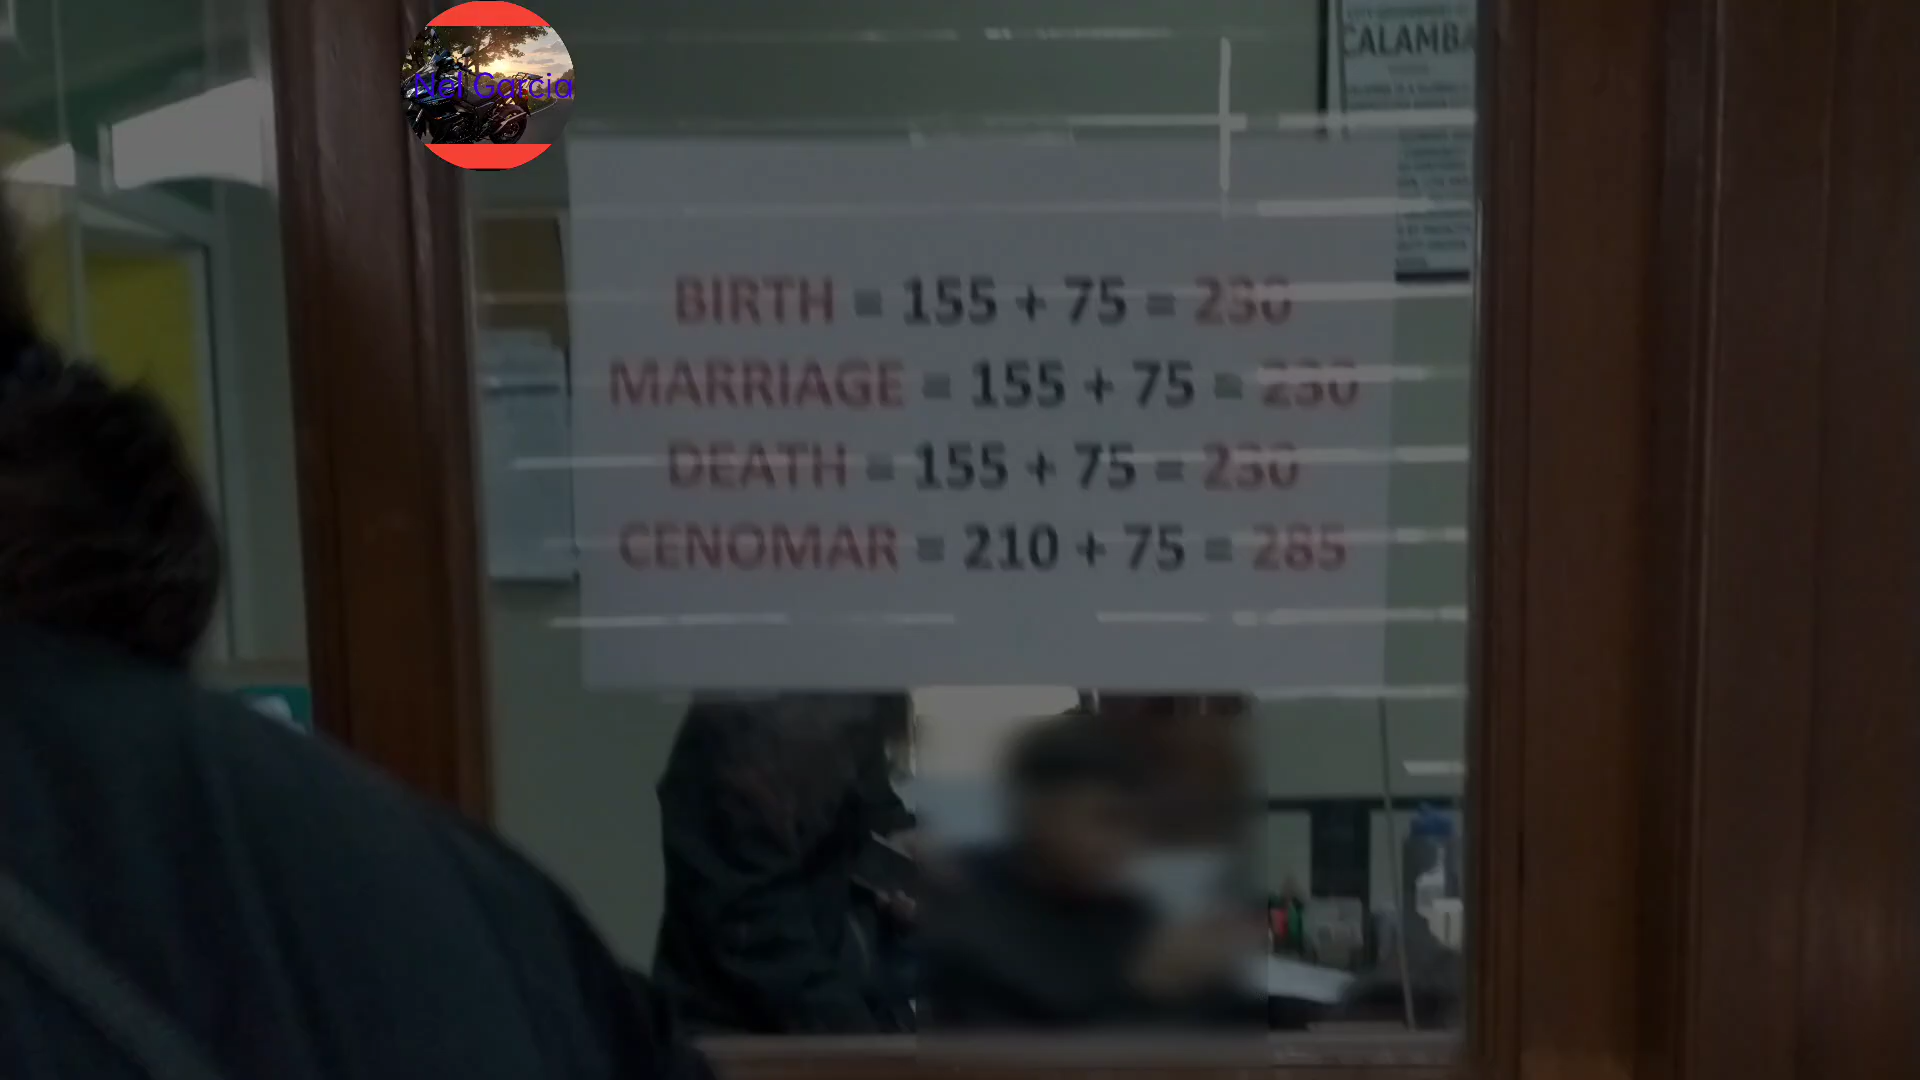 Nel Garcia
CALAMBA
BIRTH = 155 + 75 = 230
MARRIAGE = 155 + 75 = 230
DEATH = 155 + 75 = 230
CENOMAR = 210 + 75 = 285